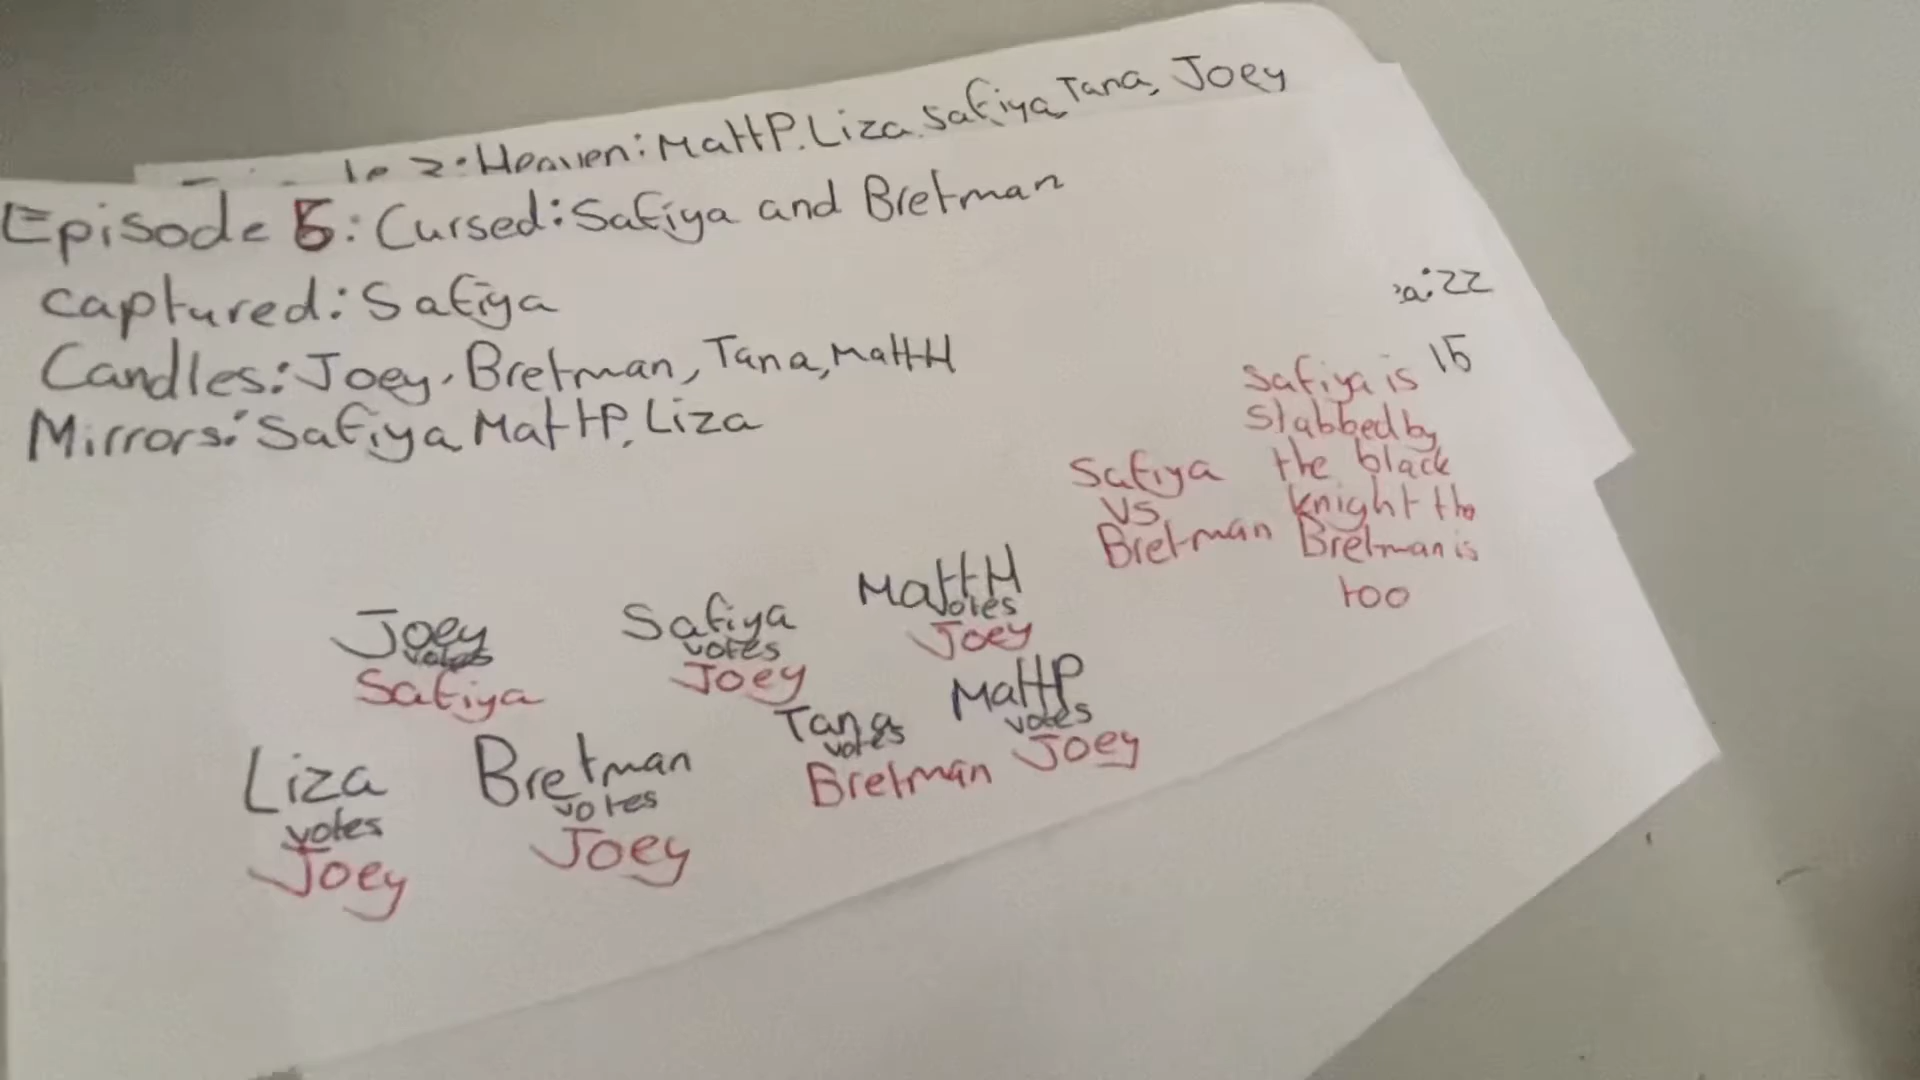 2: Heaven: MattP. Liza. Safiya, Tana, Joey
Episode 5: Cursed: Safiya and Bretman
captured: Safiya
Candles: Joey, Bretman, Tana, MattH
Mirrors: Safiya MattP, Liza
a: 22
15
Safiya is
stabbed by
the black
knight the
Bretman is
too
Safiya
vs
Bretman
Joey
votes
Safiya
Safiya
votes
Joey
MattH
votes
Joey
Liza
votes
Joey
Bretman
votes
Joey
Tana
votes
Bretman
MattP
votes
Joey